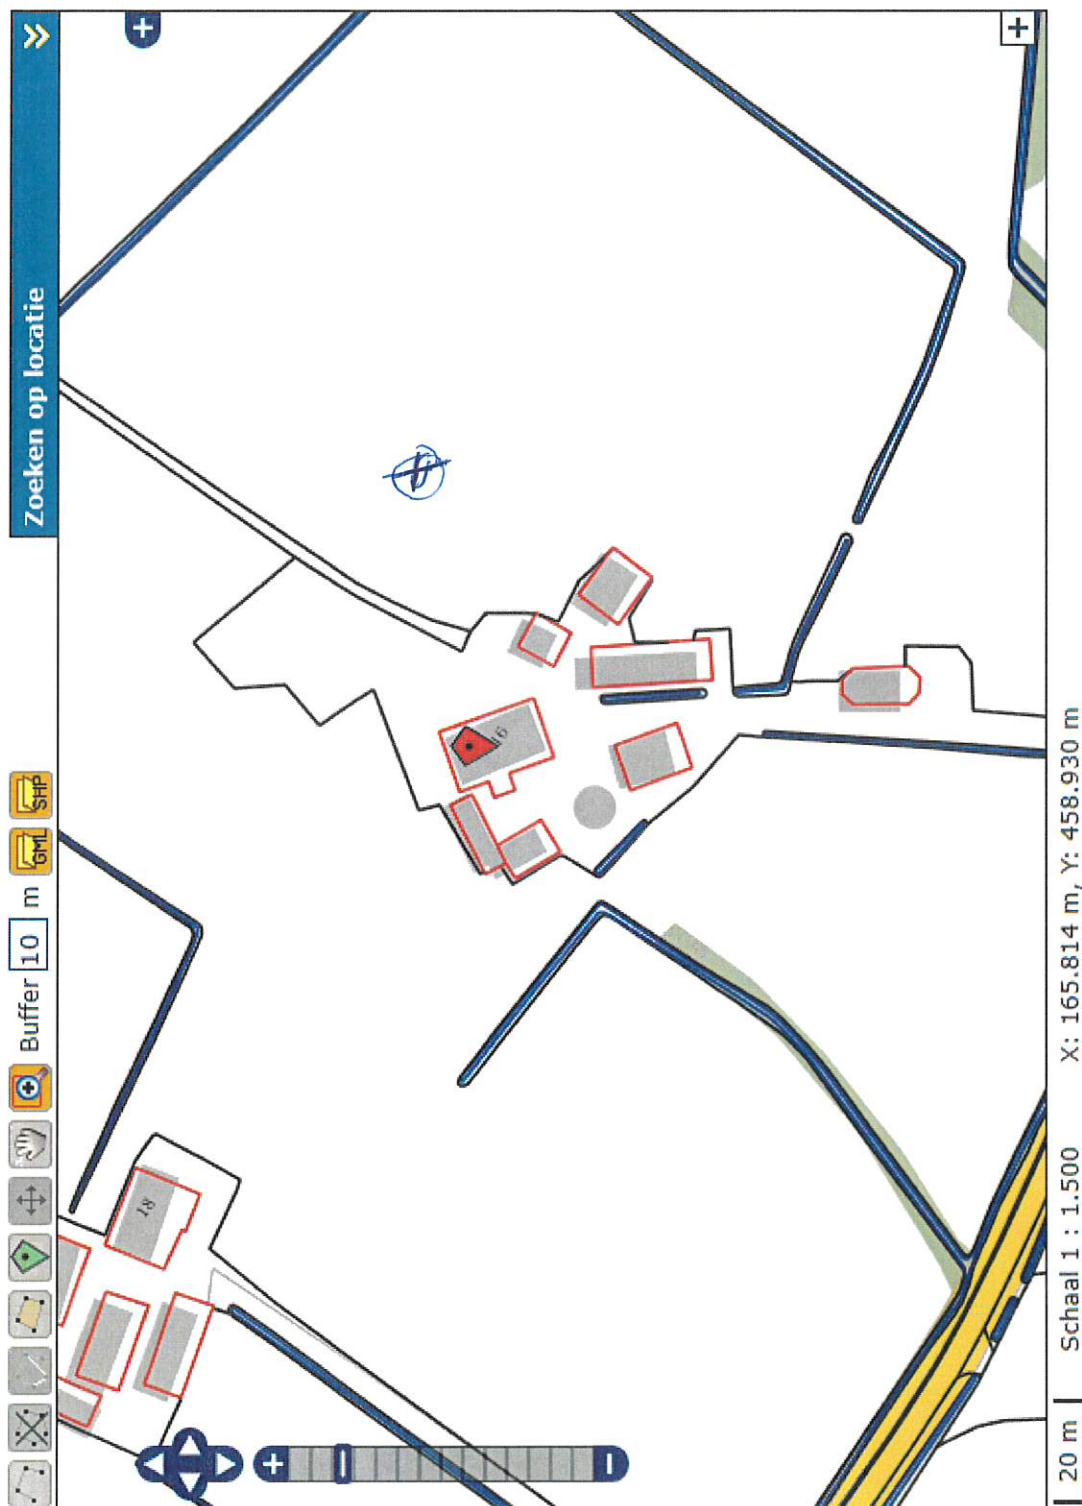 Buffer 10 m GML SHP Zoeken op locatie
18
16
20 m Schaal 1 : 1.500 X: 165.814 m, Y: 458.930 m